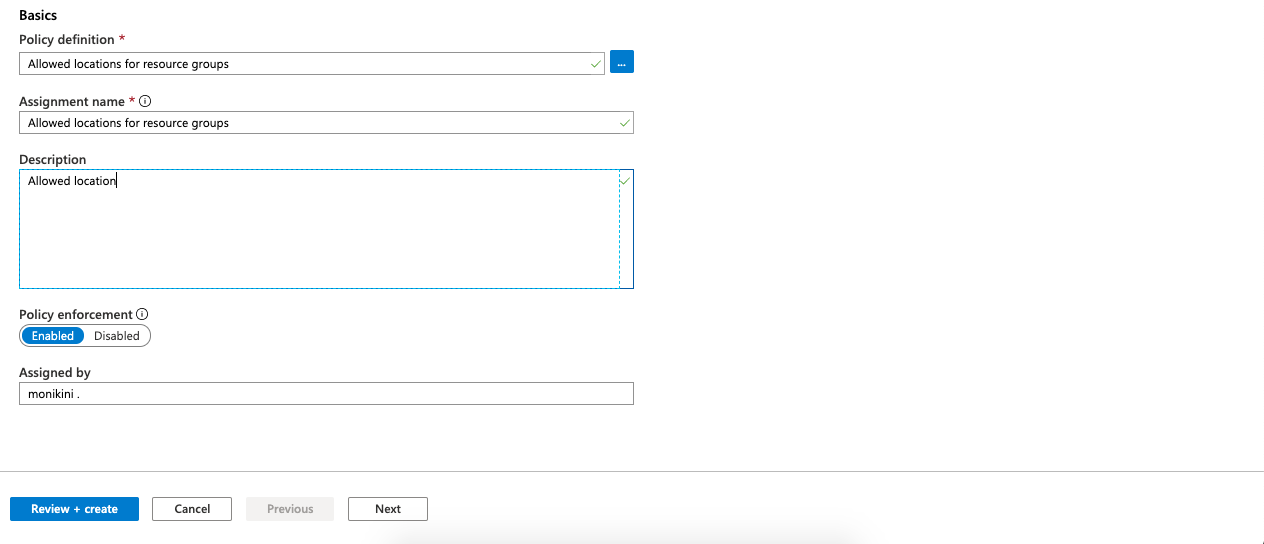 Basics
Policy definition *
Allowed locations for resource groups
...
Assignment name *
Allowed locations for resource groups
Description
Allowed location
Policy enforcement
Enabled Disabled
Assigned by
monikini .
Review + create Cancel Previous Next